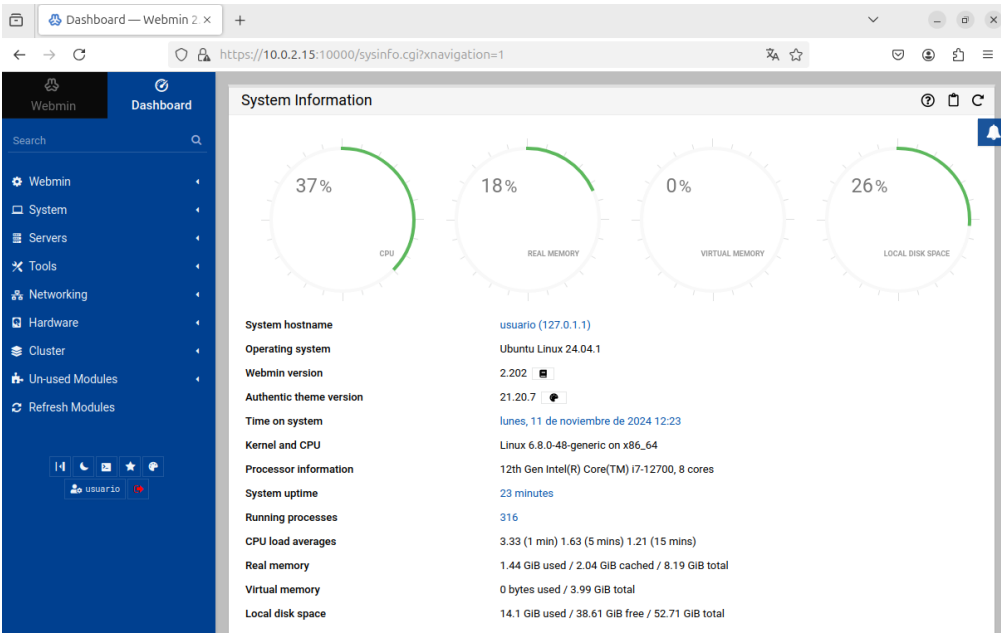 Dashboard — Webmin 2.
https://10.0.2.15:10000/sysinfo.cgi?xnavigation=1
Webmin
Dashboard
Search
Webmin
System
Servers
Tools
Networking
Hardware
Cluster
Un-used Modules
Refresh Modules
usuario
System Information
37%
CPU
18%
REAL MEMORY
0%
VIRTUAL MEMORY
26%
LOCAL DISK SPACE
System hostname usuario (127.0.1.1)
Operating system Ubuntu Linux 24.04.1
Webmin version 2.202
Authentic theme version 21.20.7
Time on system lunes, 11 de noviembre de 2024 12:23
Kernel and CPU Linux 6.8.0-48-generic on x86_64
Processor information 12th Gen Intel(R) Core(TM) i7-12700, 8 cores
System uptime 23 minutes
Running processes 316
CPU load averages 3.33 (1 min) 1.63 (5 mins) 1.21 (15 mins)
Real memory 1.44 GiB used / 2.04 GiB cached / 8.19 GiB total
Virtual memory 0 bytes used / 3.99 GiB total
Local disk space 14.1 GiB used / 38.61 GiB free / 52.71 GiB total